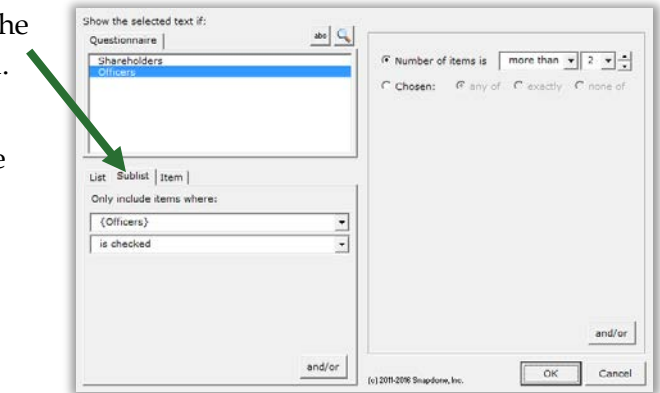 he
.
e
Show the selected text if:
Questionnaire
abc
Shareholders
Officers
List Sublist Item
Only include items where:
{Officers}
is checked
and/or
Number of items is more than 2
Chosen: any of exactly none of
and/or
(c) 2011-2016 Snapdone, Inc.
OK Cancel